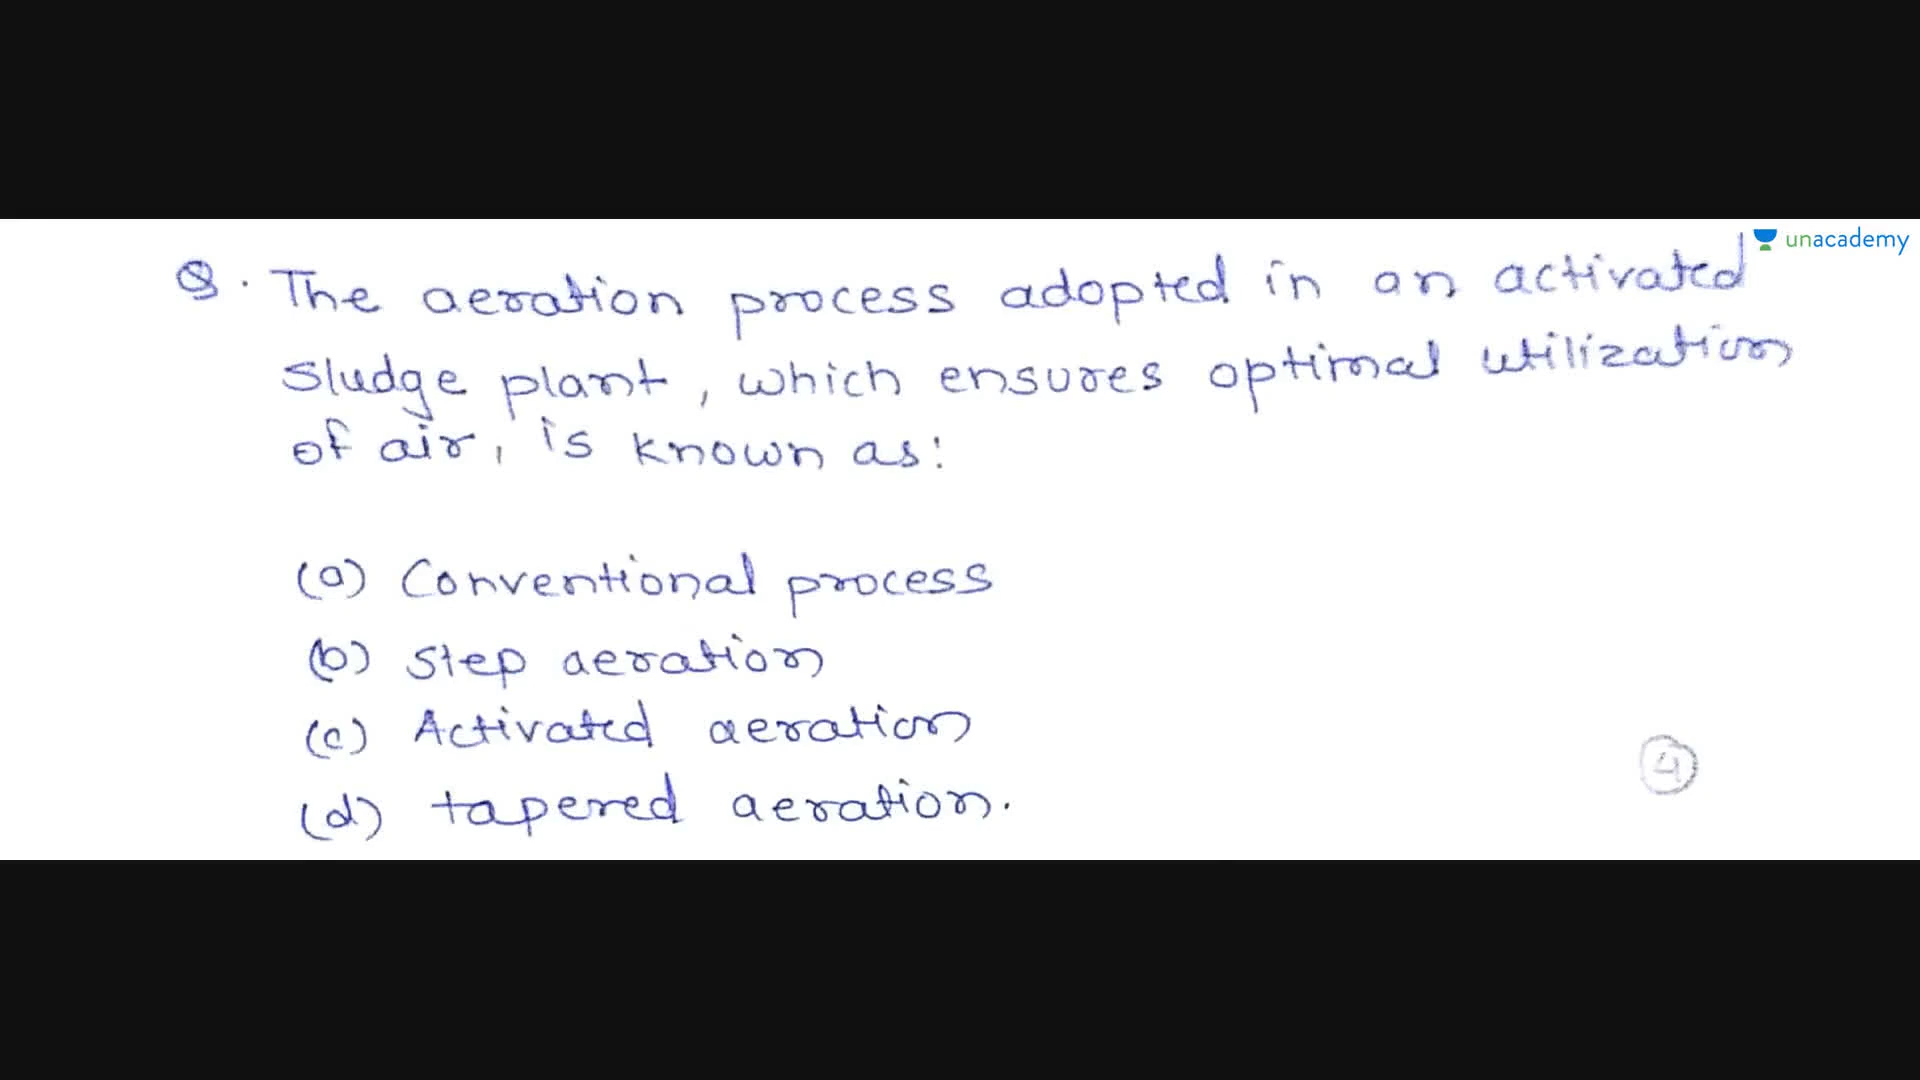 unacademy
Q. The aeration process adopted in an activated
sludge plant, which ensures optimal utilization
of air, is known as:
(a) Conventional process
(b) Step aeration
(c) Activated aeration
(d) tapered aeration.
4